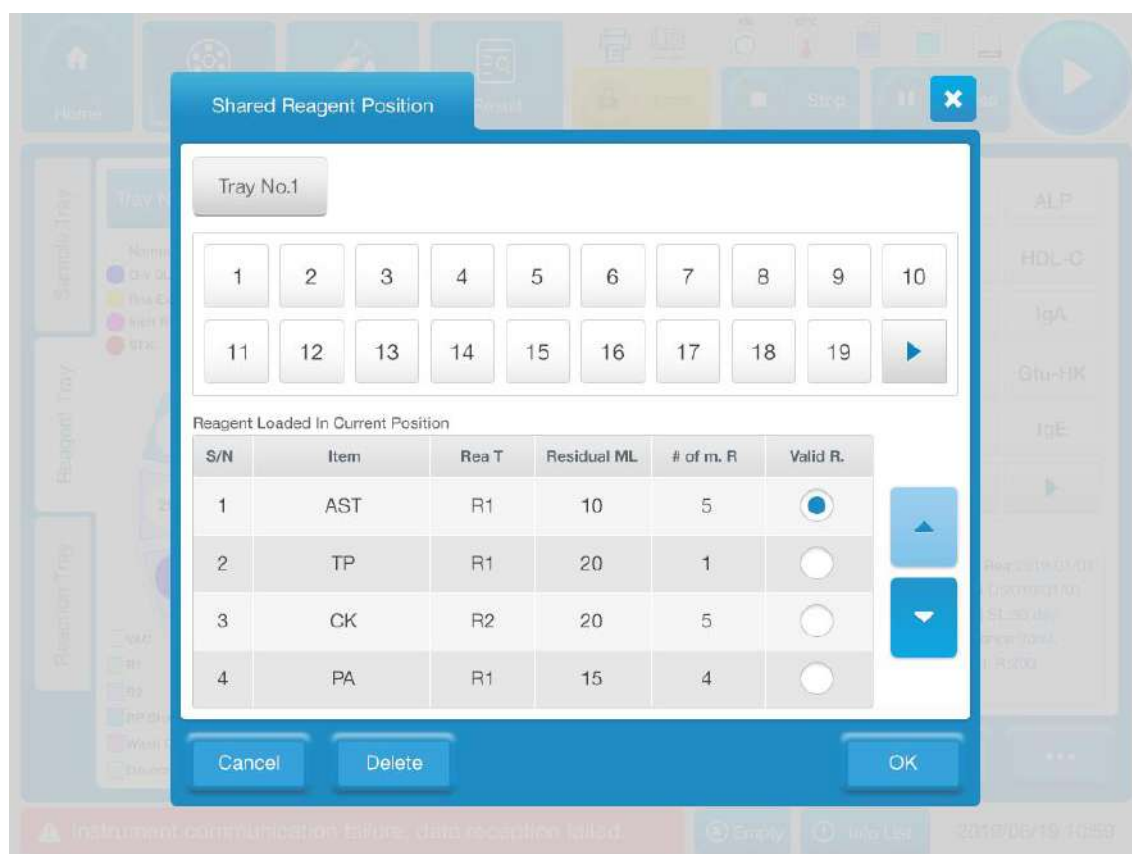 Home
Result
Stop
Shared Reagent Position
Tray No.1
1 2 3 4 5 6 7 8 9 10
11 12 13 14 15 16 17 18 19
Reagent Loaded In Current Position
S/N Item Rea T Residual ML # of m. R Valid R.
1 AST R1 10 5
2 TP R1 20 1
3 CK R2 20 5
4 PA R1 15 4
Cancel Delete OK
Sample Tray
Reagent Tray
Reaction Tray
ALP
HDL-C
IgA
Glu-HK
IgE
Instrument communication failure, data reception failed.
Empty
Info List
2019/06/19 10:59